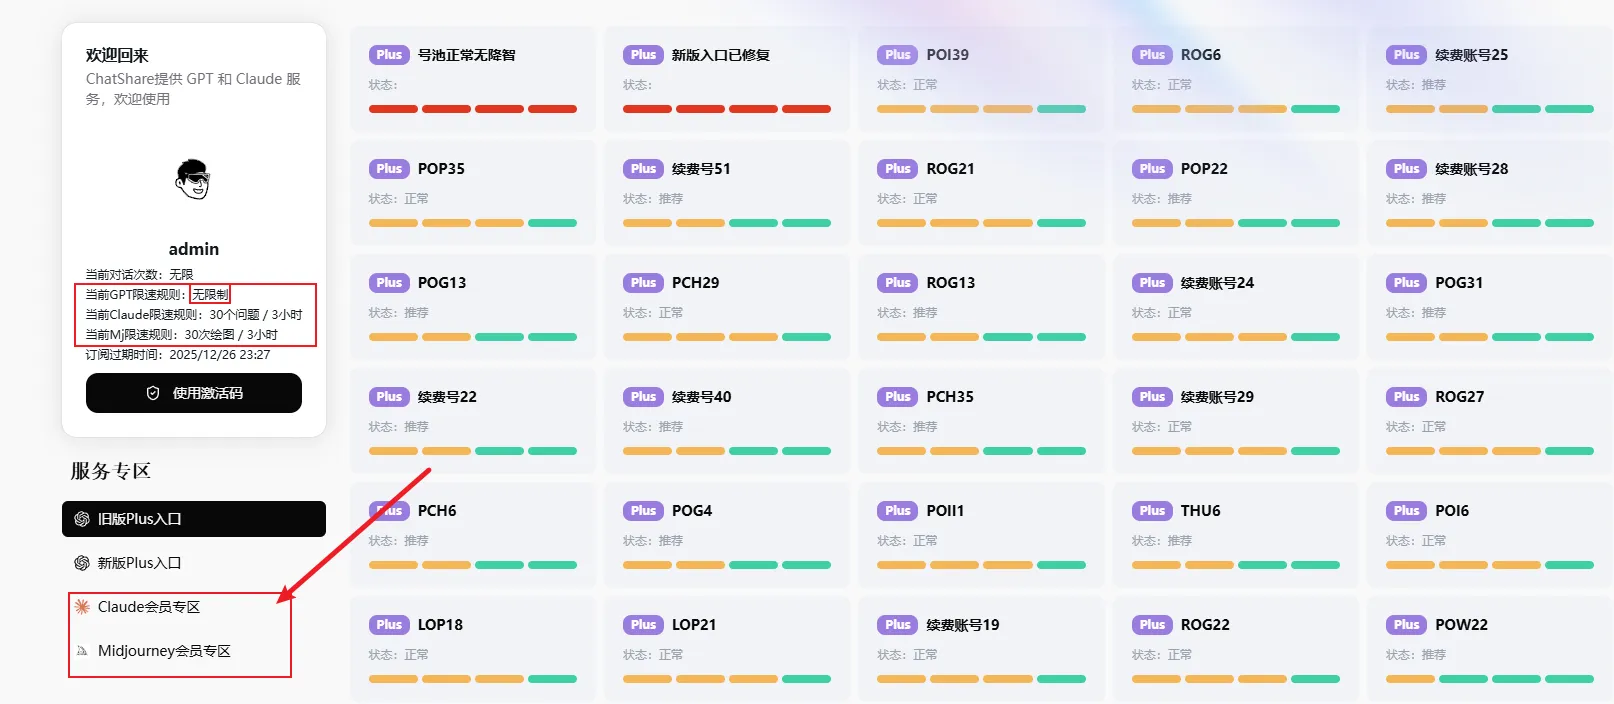 欢迎回来
ChatShare提供 GPT 和 Claude 服
务，欢迎使用
admin
当前对话次数：无限
当前GPT限速规则：无限制
当前Claude限速规则：30个问题 / 3小时
当前Mj限速规则：30次绘图 / 3小时
订阅过期时间：2025/12/26 23:27
使用激活码
服务专区
旧版Plus入口
新版Plus入口
Claude会员专区
Midjourney会员专区
Plus 号池正常无降智
状态：
Plus 新版入口已修复
状态：
Plus POI39
状态：正常
Plus ROG6
状态：正常
Plus 续费账号25
状态：推荐
Plus POP35
状态：正常
Plus 续费号51
状态：推荐
Plus ROG21
状态：正常
Plus POP22
状态：推荐
Plus 续费账号28
状态：推荐
Plus POG13
状态：推荐
Plus PCH29
状态：正常
Plus ROG13
状态：推荐
Plus 续费账号24
状态：正常
Plus POG31
状态：推荐
Plus 续费号22
状态：推荐
Plus 续费号40
状态：推荐
Plus PCH35
状态：推荐
Plus 续费账号29
状态：正常
Plus ROG27
状态：正常
Plus PCH6
状态：推荐
Plus POG4
状态：推荐
Plus POII1
状态：正常
Plus THU6
状态：推荐
Plus POI6
状态：正常
Plus LOP18
状态：正常
Plus LOP21
状态：正常
Plus 续费账号19
状态：正常
Plus ROG22
状态：正常
Plus POW22
状态：推荐